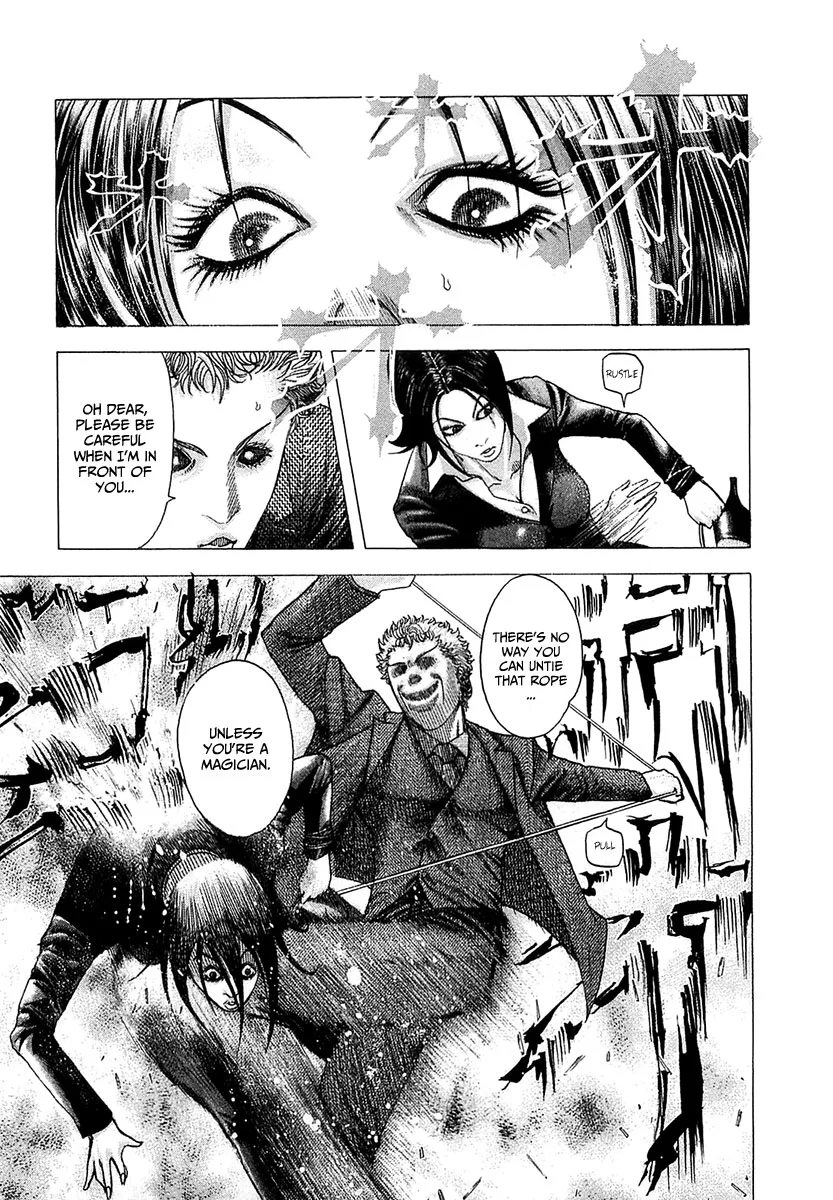 RUSTLE
OH DEAR,
PLEASE BE
CAREFUL
WHEN I'M IN
FRONT OF
YOU...
THERE'S NO
WAY YOU
CAN UNTIE
THAT ROPE
...
UNLESS
YOU'RE A
MAGICIAN.
PULL